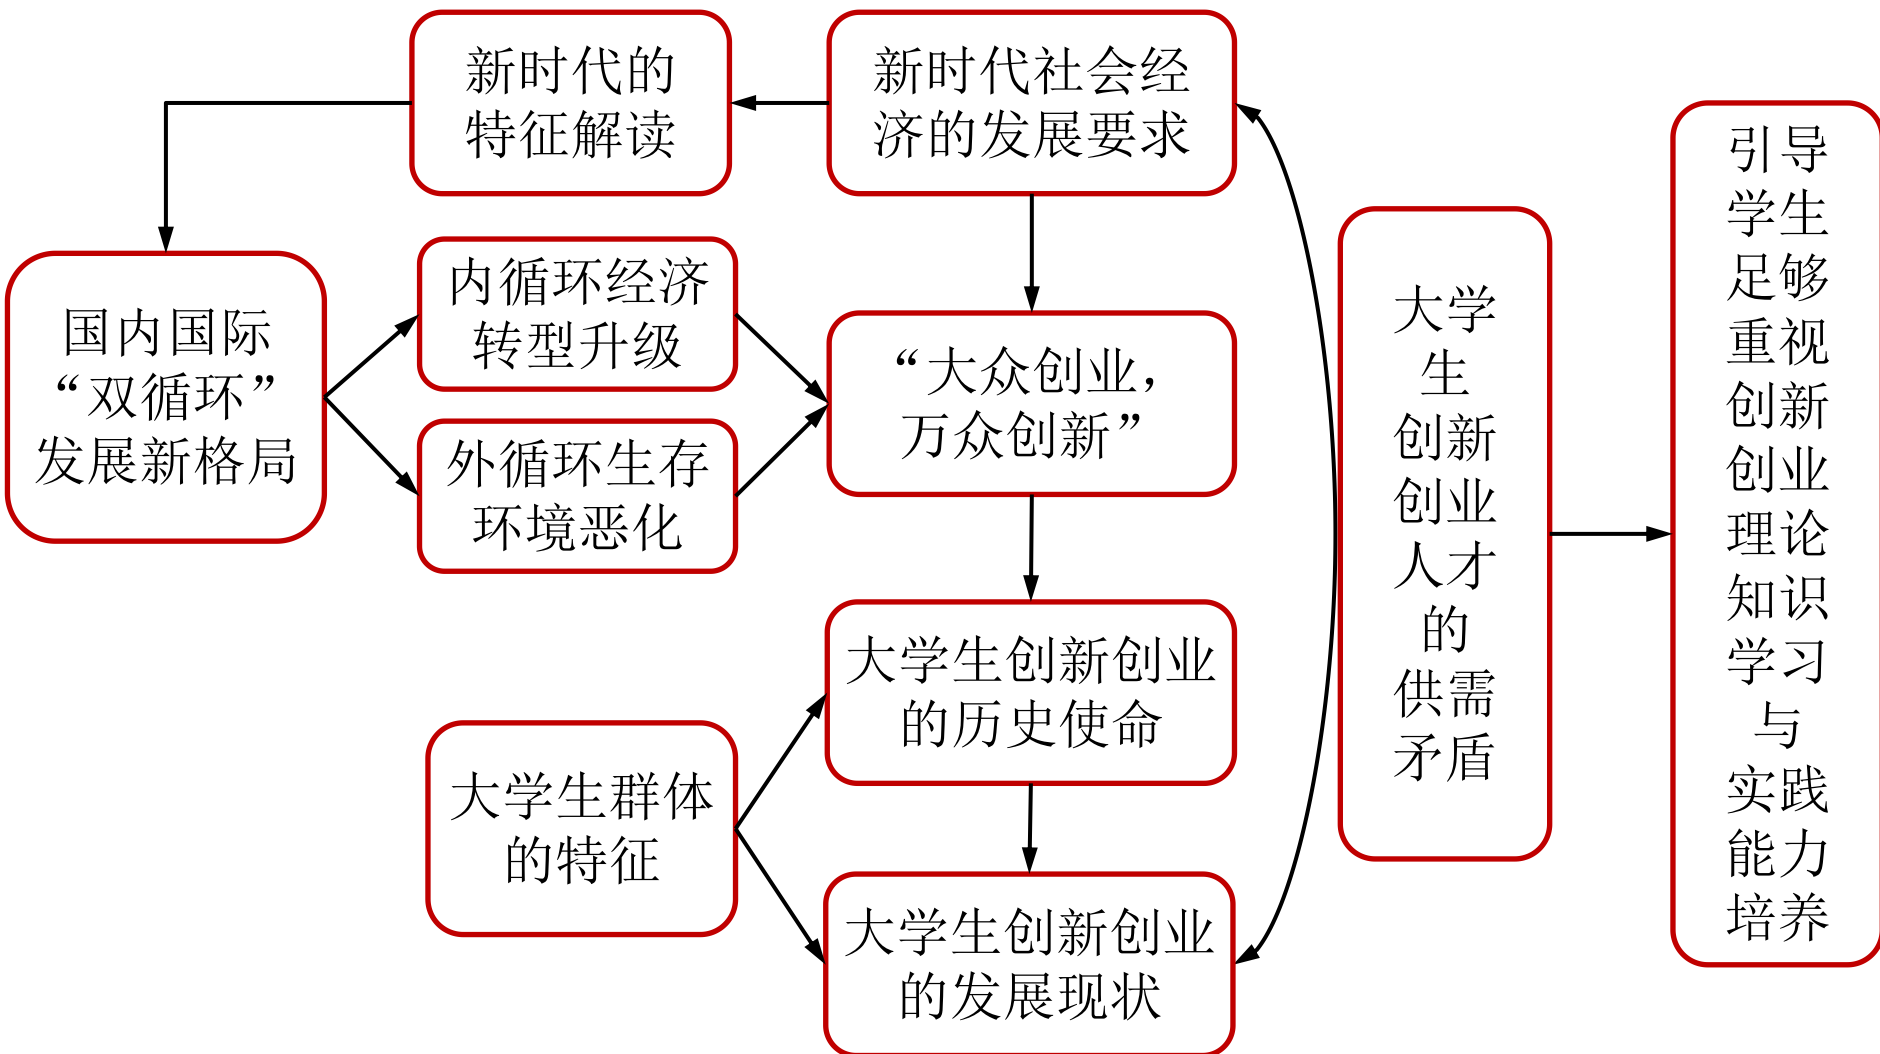 新时代的
特征解读
新时代社会经
济的发展要求
国内国际
“双循环”
发展新格局
内循环经济
转型升级
外循环生存
环境恶化
“大众创业，
万众创新”
大学生创新创业
的历史使命
大学生群体
的特征
大学生创新创业
的发展现状
大学
生
创新
创业
人才
的
供需
矛盾
引导
学生
足够
重视
创新
创业
理论
知识
学习
与
实践
能力
培养